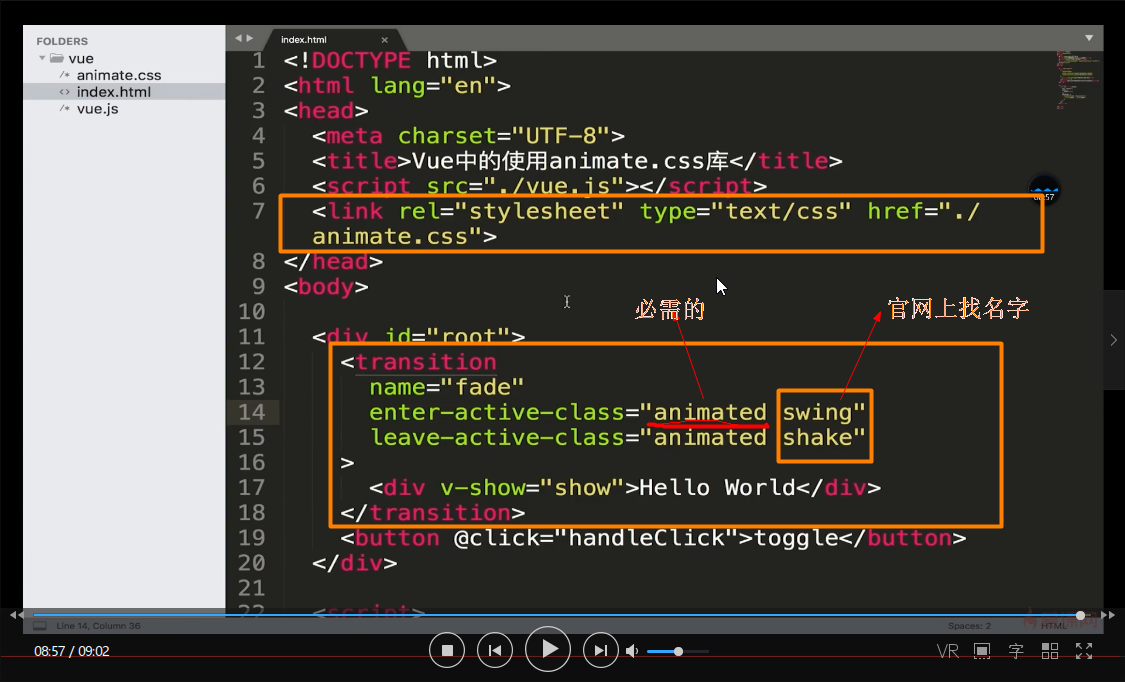 FOLDERS
vue
/* animate.css
<> index.html
/* vue.js
index.html ×
1 <!DOCTYPE html>
2 <html lang="en">
3 <head>
4 <meta charset="UTF-8">
5 <title>Vue中的使用animate.css库</title>
6 <script src="./vue.js"></script>
7 <link rel="stylesheet" type="text/css" href="./
animate.css">
8 </head>
9 <body>
10
必需的
官网上找名字
11 <div id="root">
12 <transition
13 name="fade"
14 enter-active-class="animated swing"
15 leave-active-class="animated shake"
16 >
17 <div v-show="show">Hello World</div>
18 </transition>
19 <button @click="handleClick">toggle</button>
20 </div>
21
22 <script>
Line 14, Column 36
Spaces: 2
HTML
08:57 / 09:02
VR
字